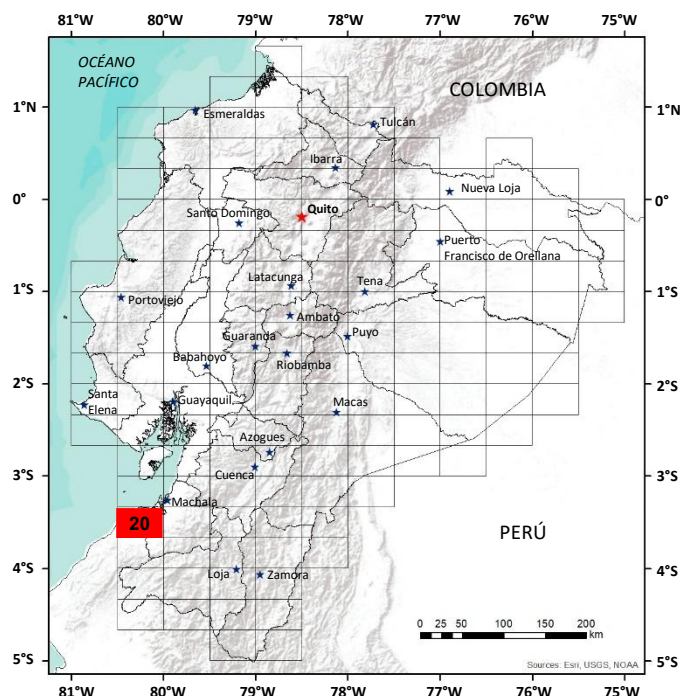 OCÉANO
PACÍFICO
COLOMBIA
1°N
1°N
Esmeraldas
Tulcán
Ibarra
Nueva Loja
0°
0°
Santo Domingo
Quito
Puerto
Francisco de Orellana
Latacunga
Tena
1°S
1°S
Portoviejo
Ambato
Guaranda
Puyo
Babahoyo
Riobamba
2°S
2°S
Santa
Elena
Guayaquil
Macas
Azogues
Cuenca
3°S
3°S
Machala
20
PERÚ
4°S
4°S
Loja
Zamora
0 25 50 100 150 200
km
5°S
5°S
Sources: Esri, USGS, NOAA
81°W 80°W 79°W 78°W 77°W 76°W 75°W
81°W 80°W 79°W 78°W 77°W 76°W 75°W